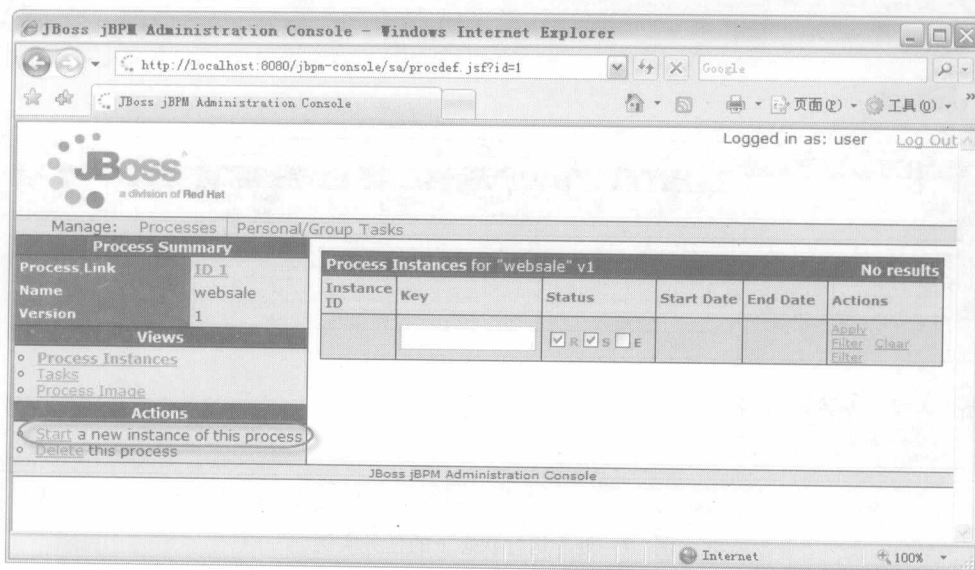 JBoss jBPM Administration Console - Windows Internet Explorer
http://localhost:8080/jbpm-console/sa/procdef.jsf?id=1
Google
JBoss jBPM Administration Console
页面(P)
工具(O)
Logged in as: user Log Out
JBoss
a division of Red Hat
Manage: Processes Personal/Group Tasks
Process Summary
Process Link ID 1
Name websale
Version 1
Views
Process Instances
Tasks
Process Image
Actions
Start a new instance of this process
Delete this process
Process Instances for "websale" v1 No results
Instance ID Key Status Start Date End Date Actions
R S E
Apply Filter Clear Filter
JBoss jBPM Administration Console
Internet 100%